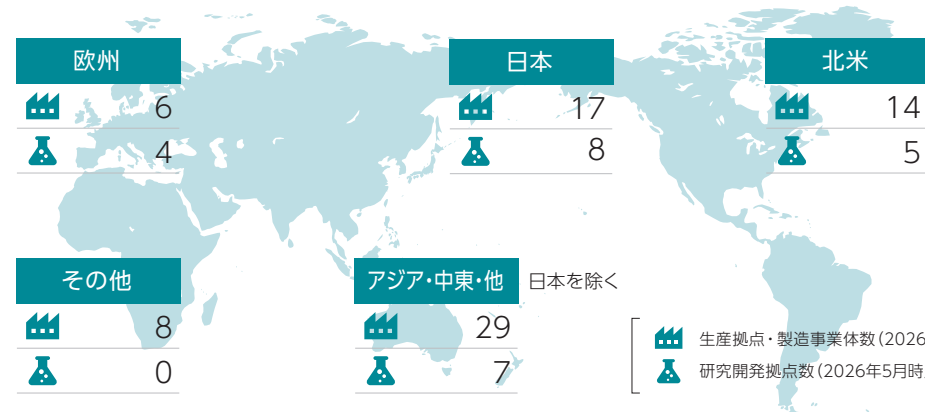 欧州
6
4
日本
17
8
北米
14
5
その他
8
0
アジア・中東・他 日本を除く
29
7
生産拠点・製造事業体数(2026
研究開発拠点数(2026年5月時